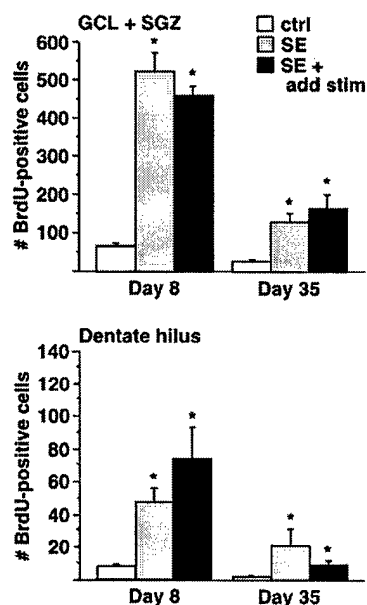 GCL + SGZ
ctrl
SE
SE +
add stim
# BrdU-positive cells
600
500
400
300
200
100
* * * *
Day 8 Day 35
Dentate hilus
# BrdU-positive cells
140
120
100
80
60
40
20
* * * *
Day 8 Day 35